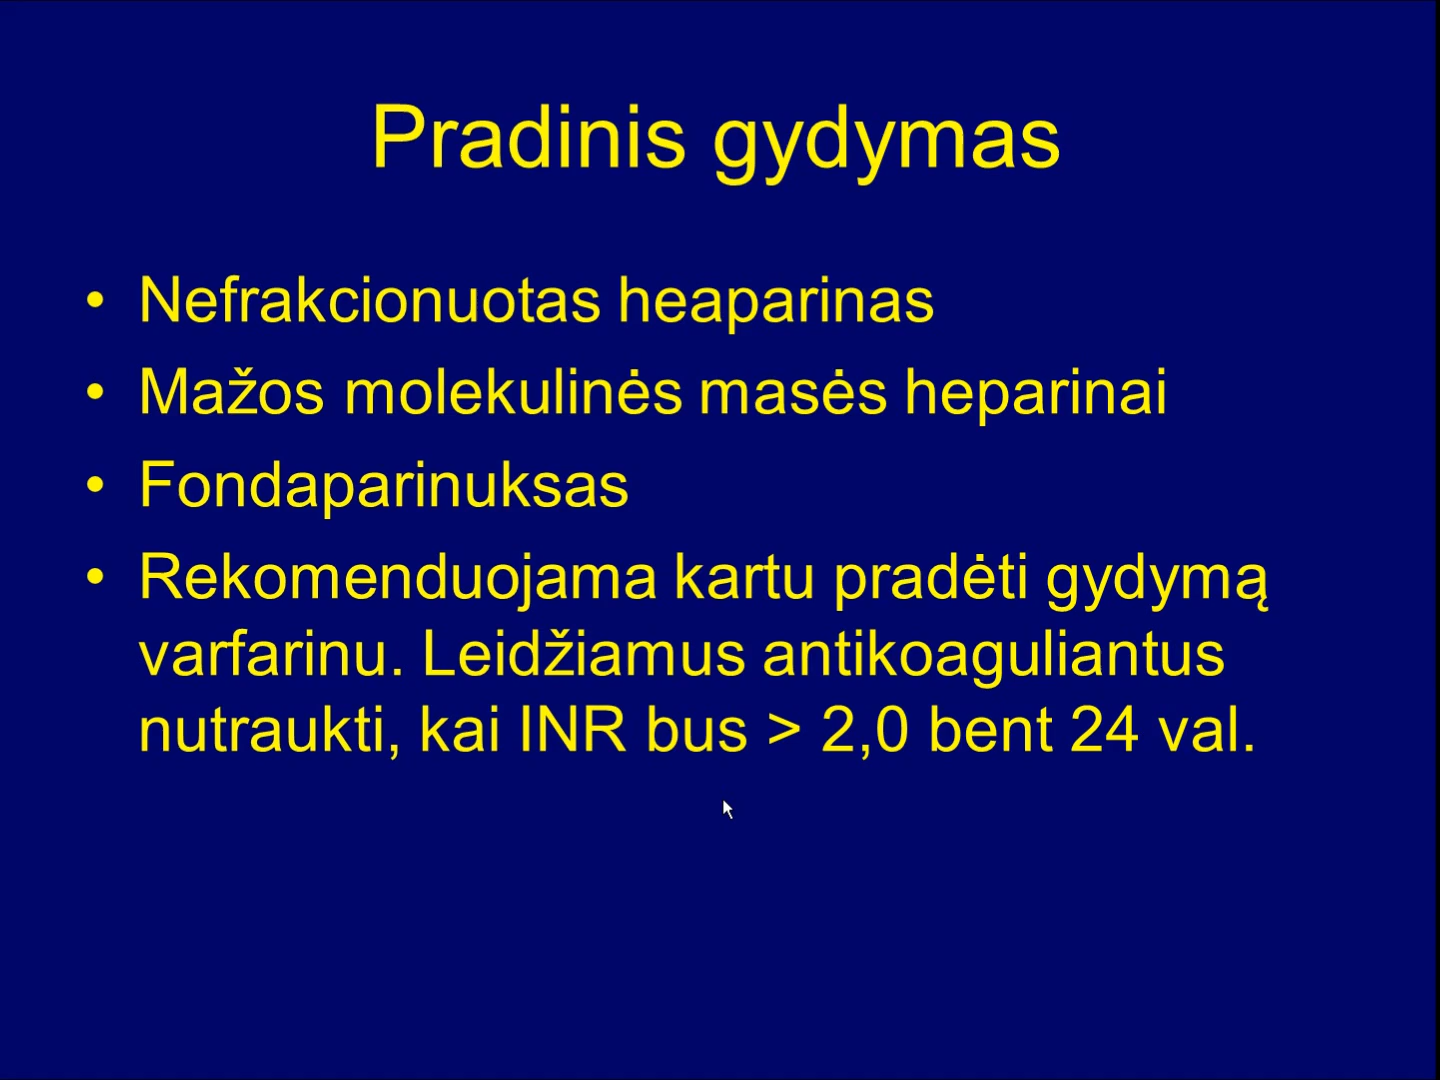 Pradinis gydymas
• Nefrakcionuotas heaparinas
• Mažos molekulinės masės heparinai
• Fondaparinuksas
• Rekomenduojama kartu pradėti gydymą
varfarinu. Leidžiamus antikoaguliantus
nutraukti, kai INR bus > 2,0 bent 24 val.